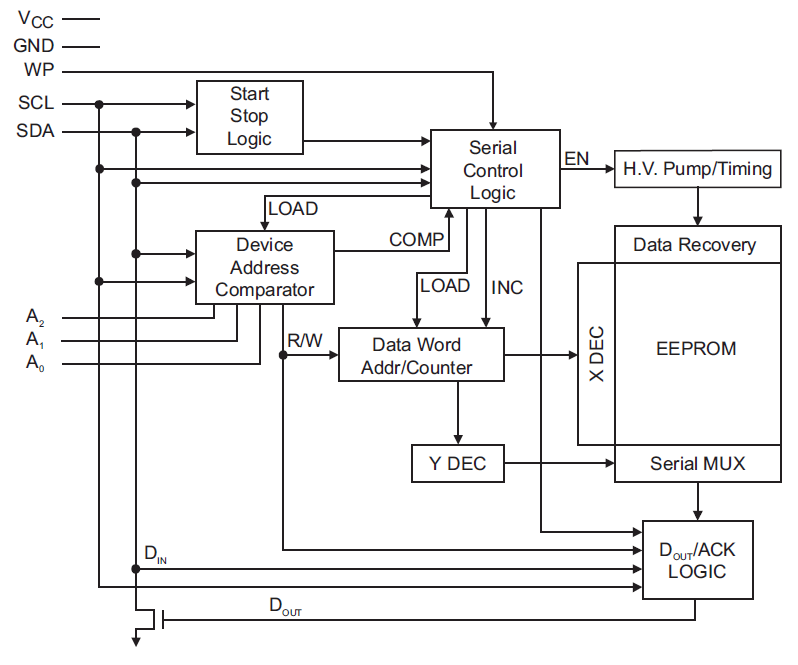 VCC
GND
WP
SCL
SDA
Start
Stop
Logic
Serial
Control
Logic
EN
H.V. Pump/Timing
LOAD
COMP
Device
Address
Comparator
Data Recovery
LOAD
INC
A2
A1
A0
R/W
Data Word
Addr/Counter
X DEC
EEPROM
Y DEC
Serial MUX
DIN
DOUT/ACK
LOGIC
DOUT